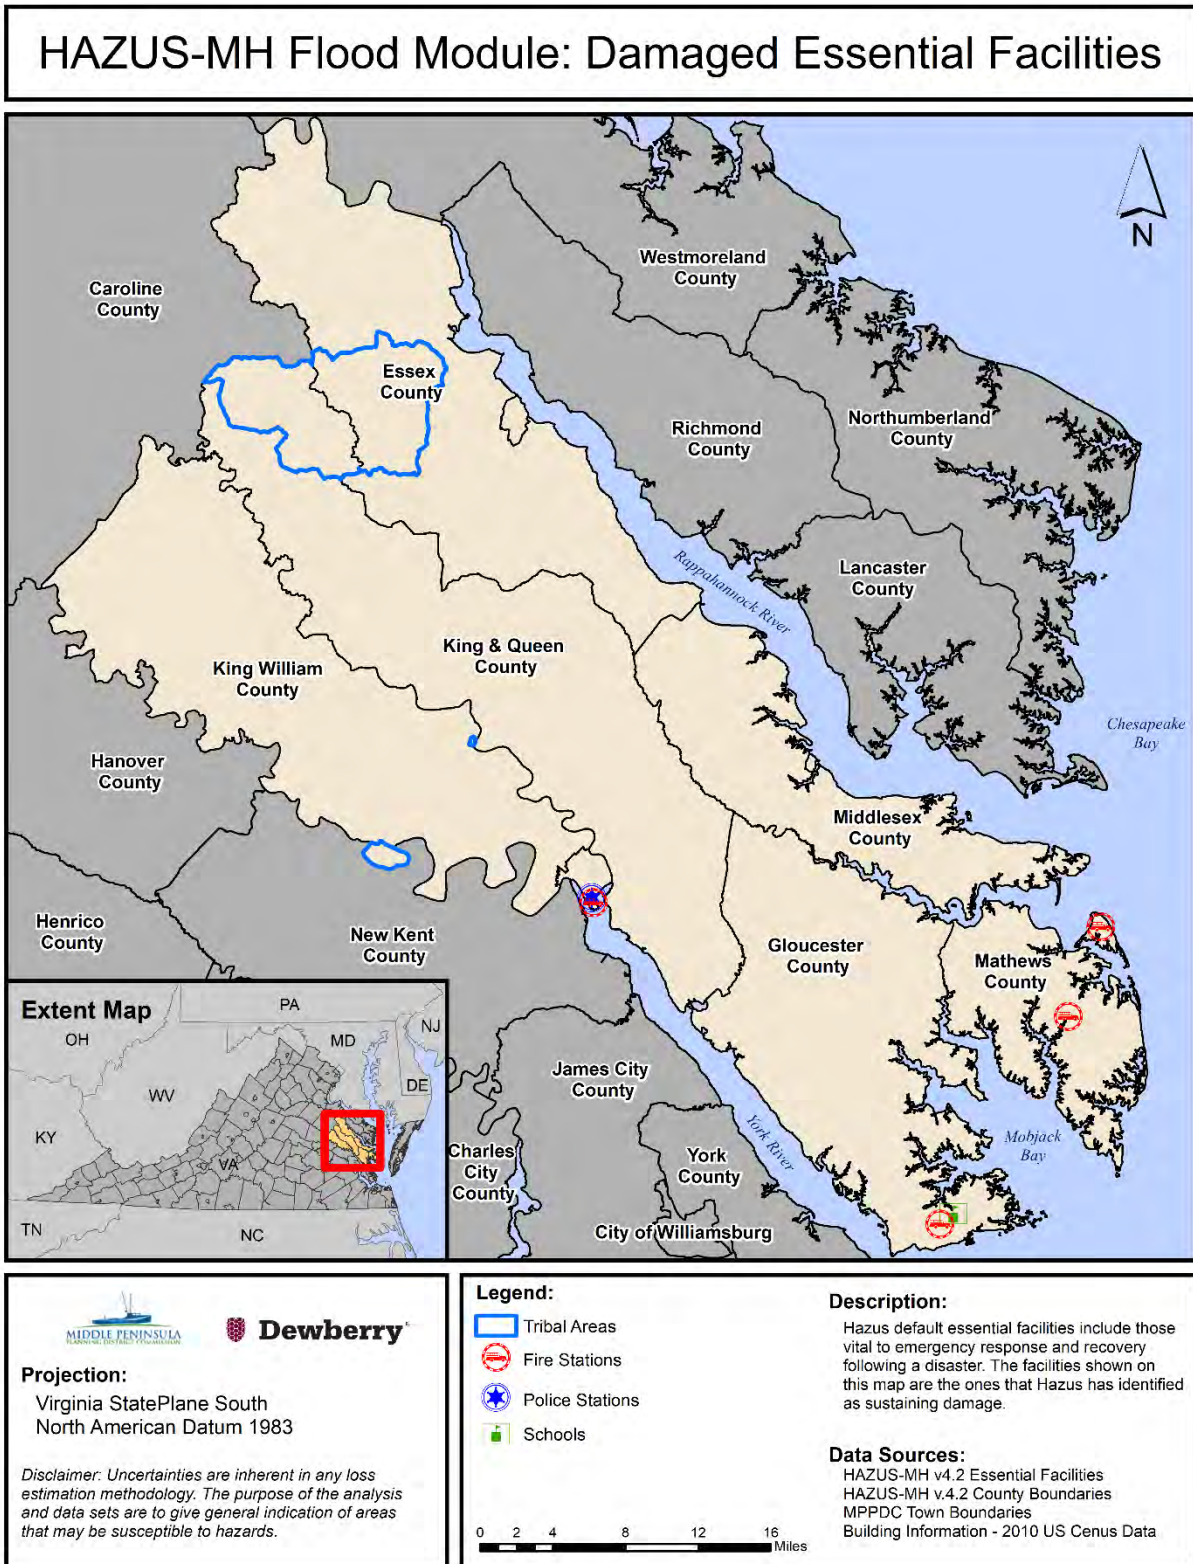 HAZUS-MH Flood Module: Damaged Essential Facilities
N
Westmoreland
County
Caroline
County
Essex
County
Northumberland
County
Richmond
County
Rappahannock River
Lancaster
County
King & Queen
County
King William
County
Chesapeake
Bay
Hanover
County
Middlesex
County
Henrico
County
New Kent
County
Gloucester
County
Mathews
County
James City
County
York River
Mobjack
Bay
Charles
City
County
York
County
City of Williamsburg
Extent Map
PA
OH
MD
NJ
WV
DE
KY
VA
TN
NC
MIDDLE PENINSULA
PLANNING DISTRICT COMMISSION
Dewberry
Projection:
Virginia StatePlane South
North American Datum 1983
Disclaimer: Uncertainties are inherent in any loss
estimation methodology. The purpose of the analysis
and data sets are to give general indication of areas
that may be susceptible to hazards.
Legend:
Tribal Areas
Fire Stations
Police Stations
Schools
0 2 4 8 12 16
Miles
Description:
Hazus default essential facilities include those
vital to emergency response and recovery
following a disaster. The facilities shown on
this map are the ones that Hazus has identified
as sustaining damage.
Data Sources:
HAZUS-MH v4.2 Essential Facilities
HAZUS-MH v.4.2 County Boundaries
MPPDC Town Boundaries
Building Information - 2010 US Cenus Data